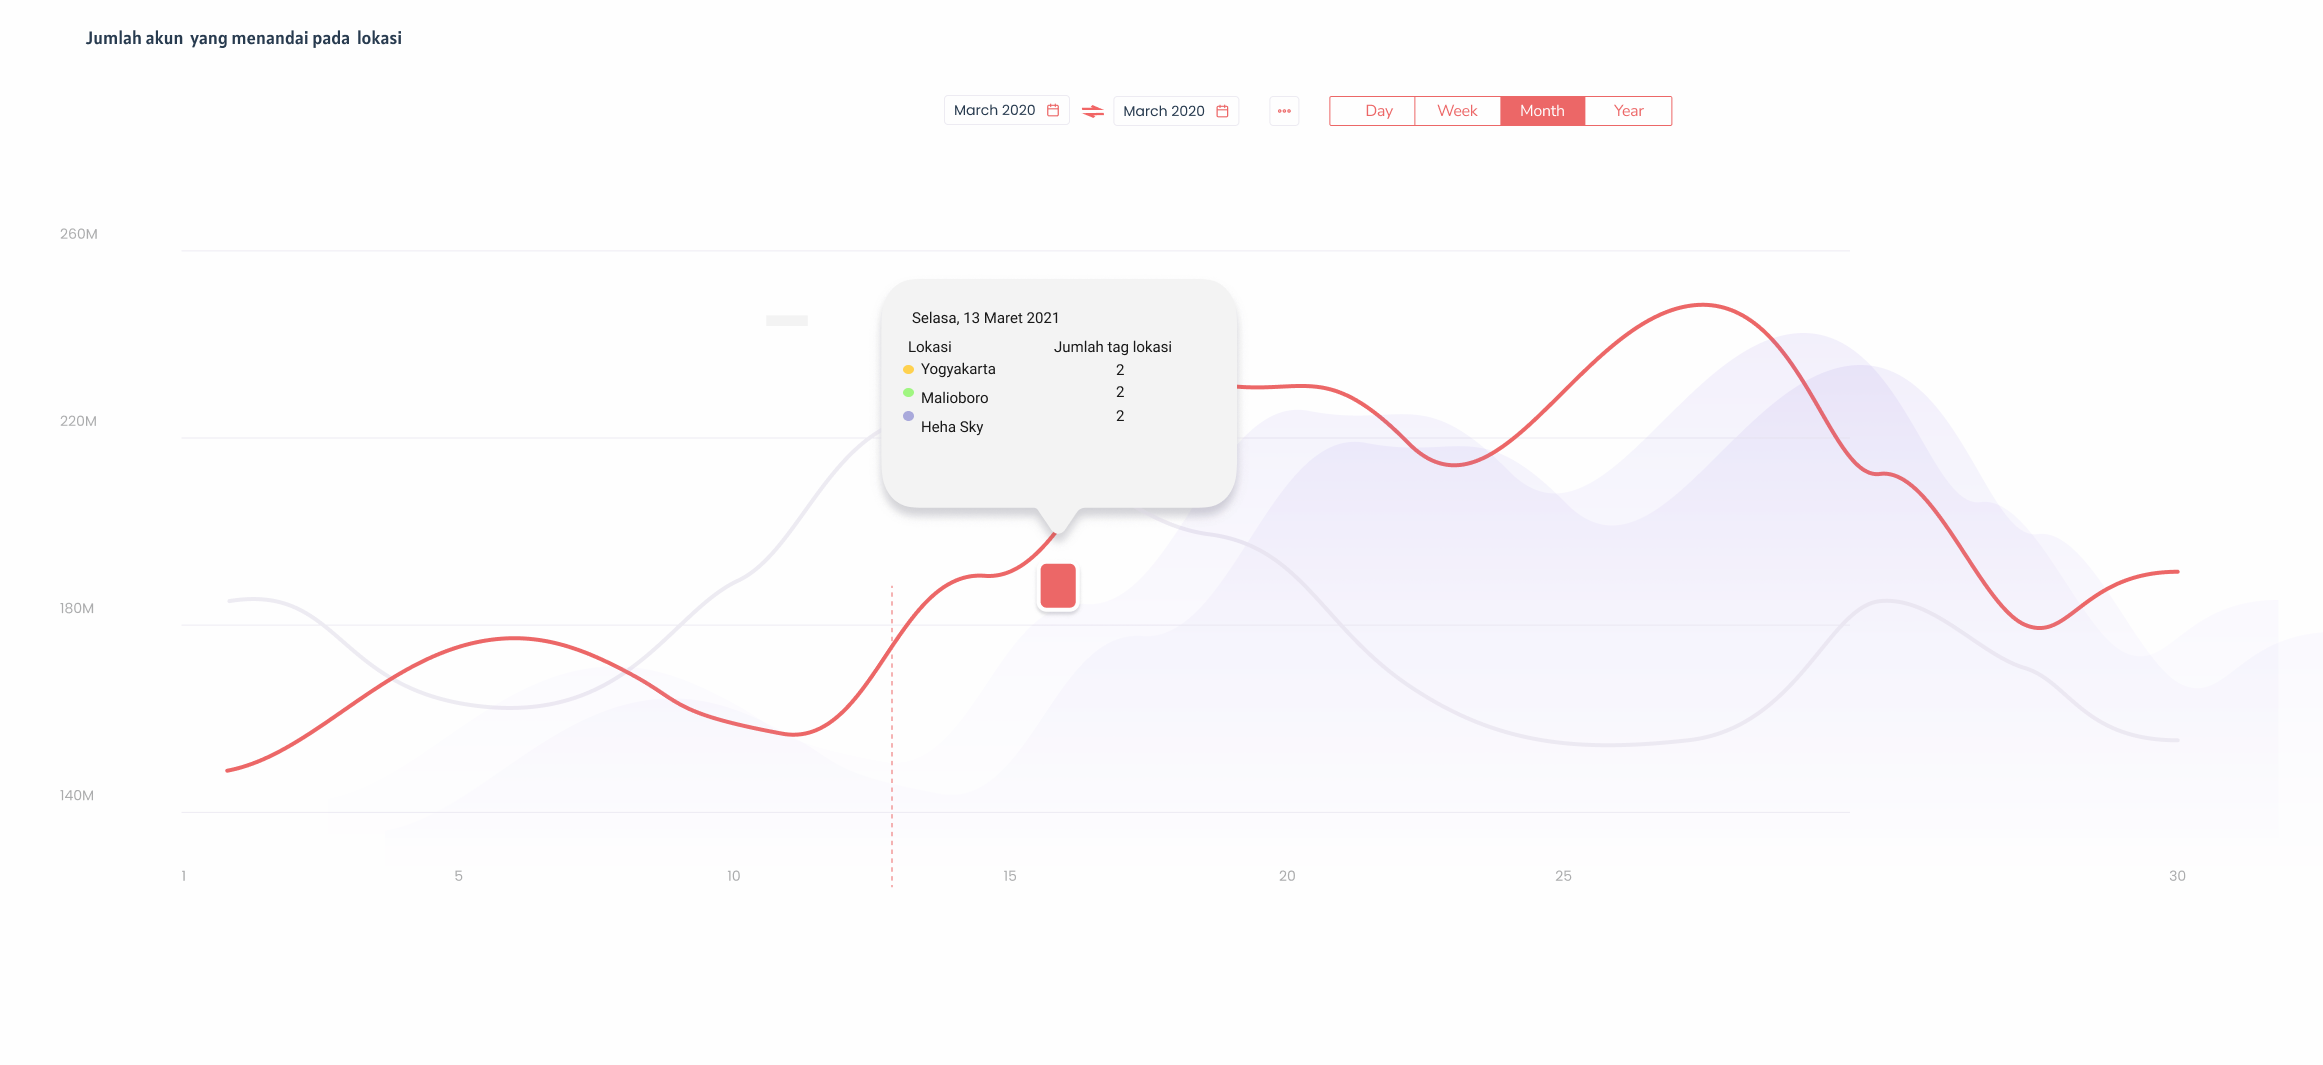 Jumlah akun yang menandai pada lokasi
March 2020 March 2020 Day Week Month Year
260M
220M
180M
140M
Selasa, 13 Maret 2021
Lokasi Jumlah tag lokasi
Yogyakarta 2
Malioboro 2
Heha Sky 2
1 5 10 15 20 25 30